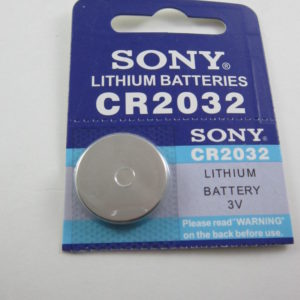 SONY
LITHIUM BATTERIES
CR2032
SONY
CR2032
LITHIUM
BATTERY
3V
Please read "WARNING"
on the back before use.